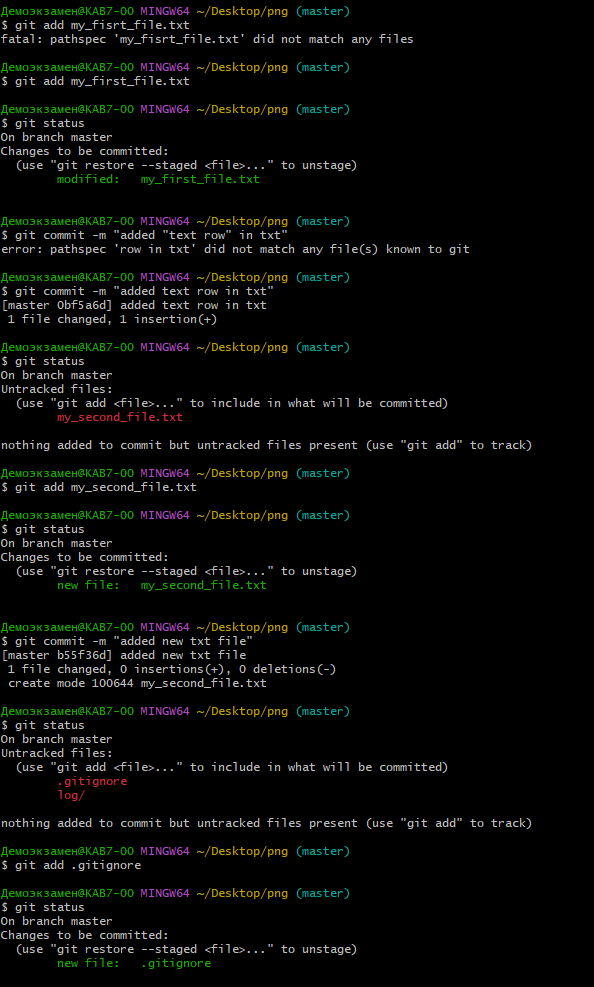 Демоэкзамен@КАВ7-00 MINGW64 ~/Desktop/png (master)
$ git add my_fisrt_file.txt
fatal: pathspec 'my_fisrt_file.txt' did not match any files

Демоэкзамен@КАВ7-00 MINGW64 ~/Desktop/png (master)
$ git add my_first_file.txt

Демоэкзамен@КАВ7-00 MINGW64 ~/Desktop/png (master)
$ git status
On branch master
Changes to be committed:
  (use "git restore --staged <file>..." to unstage)
        modified:   my_first_file.txt


Демоэкзамен@КАВ7-00 MINGW64 ~/Desktop/png (master)
$ git commit -m "added "text row" in txt"
error: pathspec 'row in txt' did not match any file(s) known to git

Демоэкзамен@КАВ7-00 MINGW64 ~/Desktop/png (master)
$ git commit -m "added text row in txt"
[master 0bf5a6d] added text row in txt
 1 file changed, 1 insertion(+)

Демоэкзамен@КАВ7-00 MINGW64 ~/Desktop/png (master)
$ git status
On branch master
Untracked files:
  (use "git add <file>..." to include in what will be committed)
        my_second_file.txt

nothing added to commit but untracked files present (use "git add" to track)

Демоэкзамен@КАВ7-00 MINGW64 ~/Desktop/png (master)
$ git add my_second_file.txt

Демоэкзамен@КАВ7-00 MINGW64 ~/Desktop/png (master)
$ git status
On branch master
Changes to be committed:
  (use "git restore --staged <file>..." to unstage)
        new file:   my_second_file.txt


Демоэкзамен@КАВ7-00 MINGW64 ~/Desktop/png (master)
$ git commit -m "added new txt file"
[master b55f36d] added new txt file
 1 file changed, 0 insertions(+), 0 deletions(-)
 create mode 100644 my_second_file.txt

Демоэкзамен@КАВ7-00 MINGW64 ~/Desktop/png (master)
$ git status
On branch master
Untracked files:
  (use "git add <file>..." to include in what will be committed)
        .gitignore
        log/

nothing added to commit but untracked files present (use "git add" to track)

Демоэкзамен@КАВ7-00 MINGW64 ~/Desktop/png (master)
$ git add .gitignore

Демоэкзамен@КАВ7-00 MINGW64 ~/Desktop/png (master)
$ git status
On branch master
Changes to be committed:
  (use "git restore --staged <file>..." to unstage)
        new file:   .gitignore